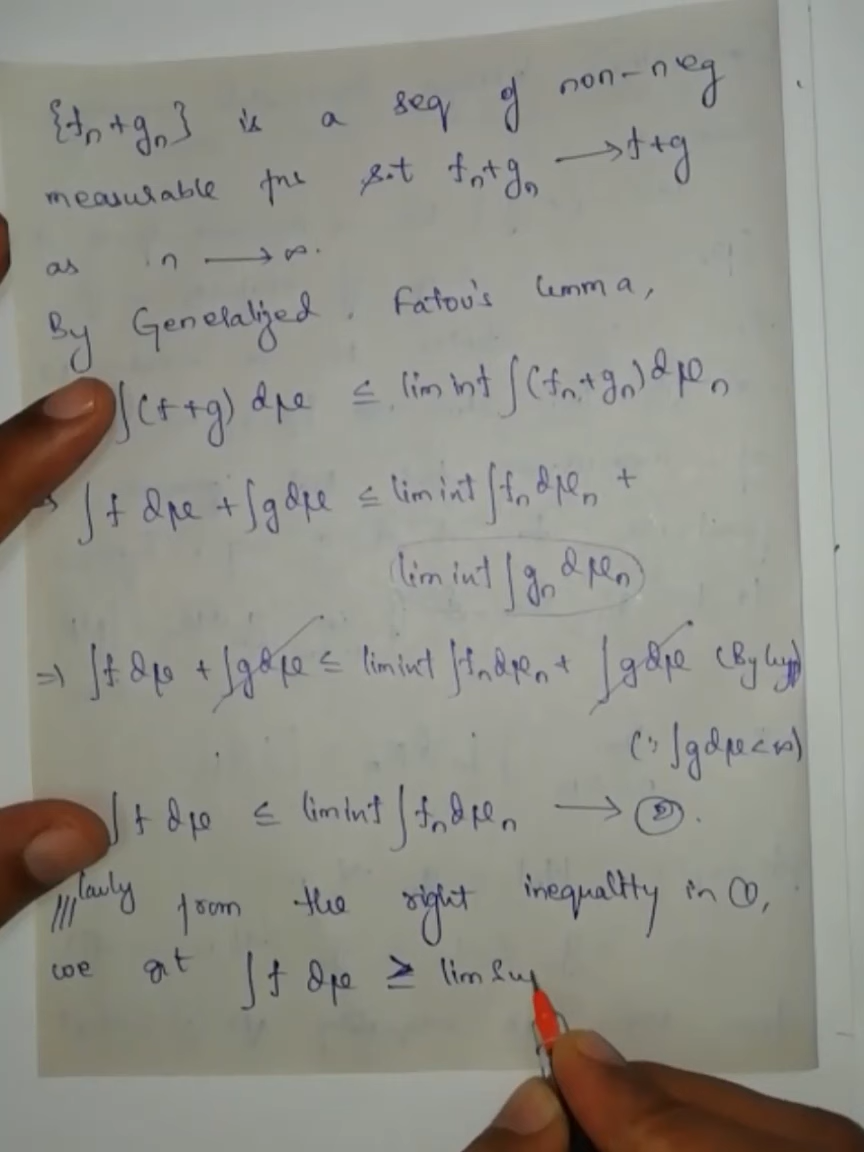 {fn+gn} is a seq of non-neg
measurable fns s.t fn+gn ⟶ f+g
as n ⟶ ∞.
By Generalized Fatou's lemma,
∫(f+g) dμ ≤ lim inf ∫(fn+gn) dμn
∫f dμ + ∫g dμ ≤ lim inf ∫fn dμn +
lim inf ∫gn dμn
⇒ ∫f dμ + ∫g dμ ≤ lim inf ∫fn dμn + ∫g dμ (By hyp)
(∵ ∫g dμ < ∞)
∫f dμ ≤ lim inf ∫fn dμn ⟶ ②.
|||larly from the right inequality in ①,
we get ∫f dμ ≥ lim sup